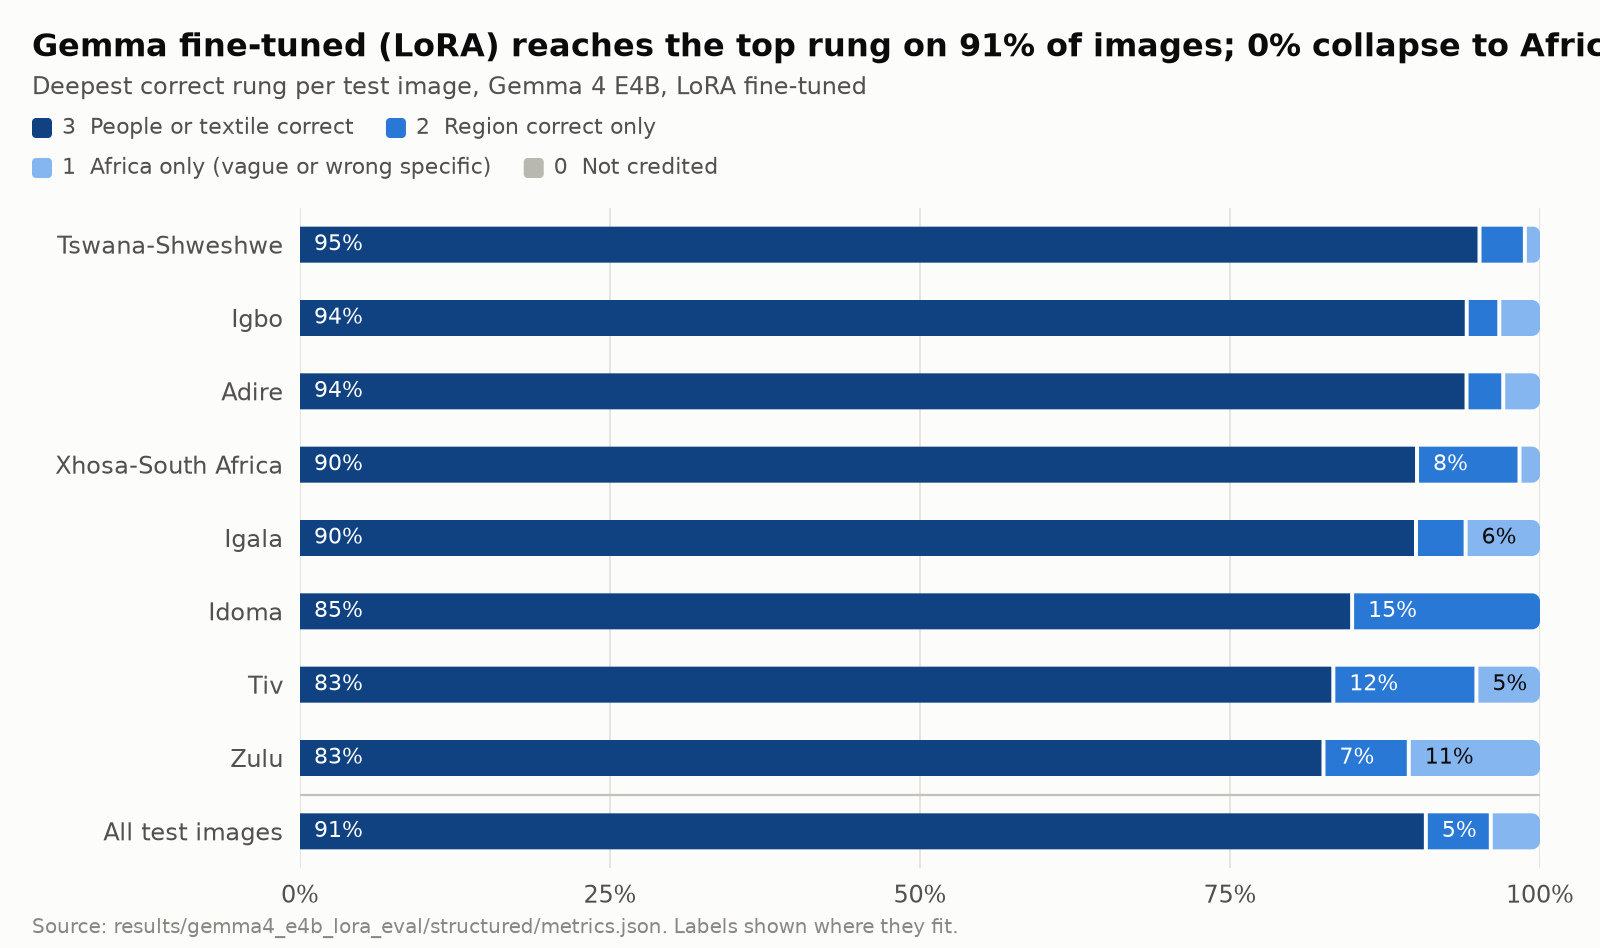 Gemma fine-tuned (LoRA) reaches the top rung on 91% of images; 0% collapse to Afric
Deepest correct rung per test image, Gemma 4 E4B, LoRA fine-tuned
3 People or textile correct 2 Region correct only
1 Africa only (vague or wrong specific) 0 Not credited
Tswana-Shweshwe 95%
Igbo 94%
Adire 94%
Xhosa-South Africa 90% 8%
Igala 90% 6%
Idoma 85% 15%
Tiv 83% 12% 5%
Zulu 83% 7% 11%
All test images 91% 5%
0% 25% 50% 75% 100%
Source: results/gemma4_e4b_lora_eval/structured/metrics.json. Labels shown where they fit.